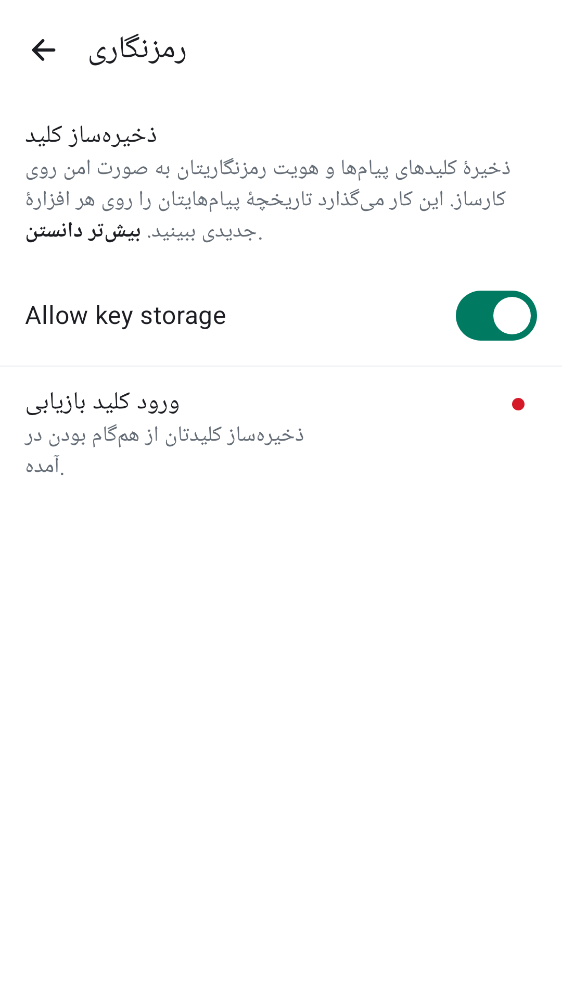 رمزنگاری
ذخیره‌ساز کلید
ذخیرهٔ کلیدهای پیام‌ها و هویت رمزنگاریتان به صورت امن روی
کارساز. این کار می‌گذارد تاریخچهٔ پیام‌هایتان را روی هر افزارهٔ
جدیدی ببینید. بیش‌تر دانستن.
Allow key storage
ورود کلید بازیابی
ذخیره‌ساز کلیدتان از هم‌گام بودن در
آمده.